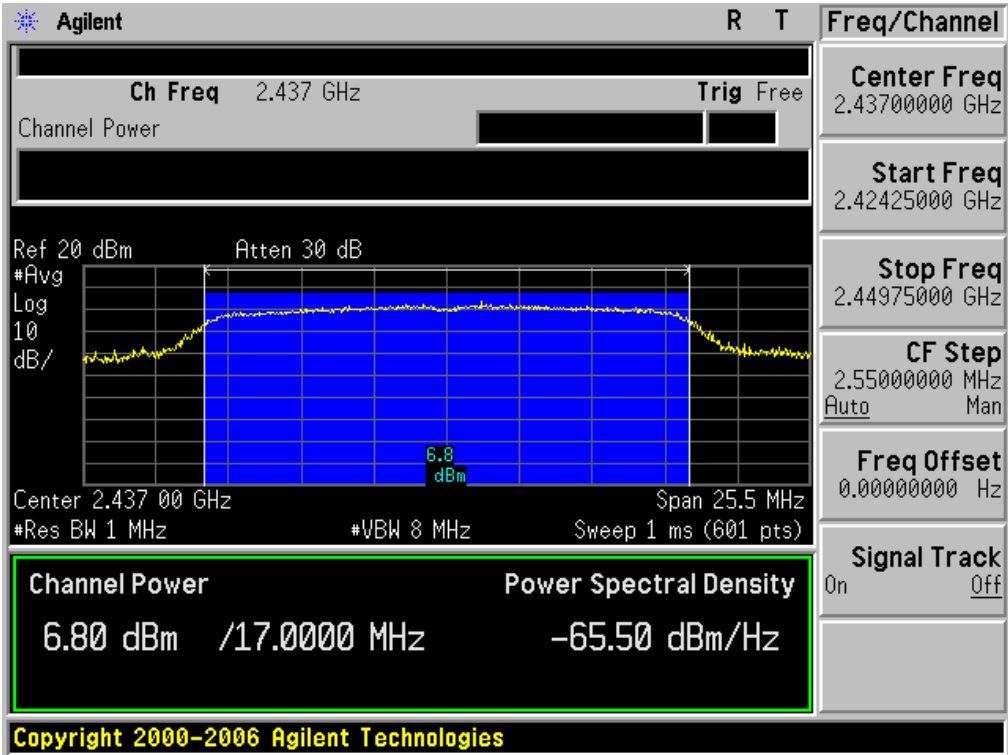 Agilent R T
Ch Freq 2.437 GHz Trig Free
Channel Power
Ref 20 dBm Atten 30 dB
#Avg
Log
10
dB/
6.8
dBm
Center 2.437 00 GHz Span 25.5 MHz
#Res BW 1 MHz #VBW 8 MHz Sweep 1 ms (601 pts)
Channel Power Power Spectral Density
6.80 dBm /17.0000 MHz -65.50 dBm/Hz
Copyright 2000-2006 Agilent Technologies
Freq/Channel
Center Freq
2.43700000 GHz
Start Freq
2.42425000 GHz
Stop Freq
2.44975000 GHz
CF Step
2.55000000 MHz
Auto Man
Freq Offset
0.00000000 Hz
Signal Track
On Off